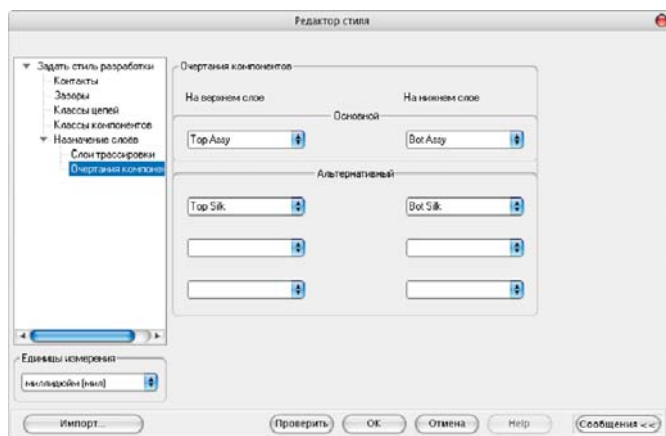 Редактор стиля
Задать стиль разработки
Контакты
Зазоры
Классы цепей
Классы компонентов
Назначение слоёв
Слои трассировки
Очертания компонен
Очертания компонентов
На верхнем слое
На нижнем слое
Основной
Top Assy
Bot Assy
Альтернативный
Top Silk
Bot Silk
Единицы измерения
миллидюйм (мил)
Импорт...
Проверить
ОК
Отмена
Help
Сообщения <<